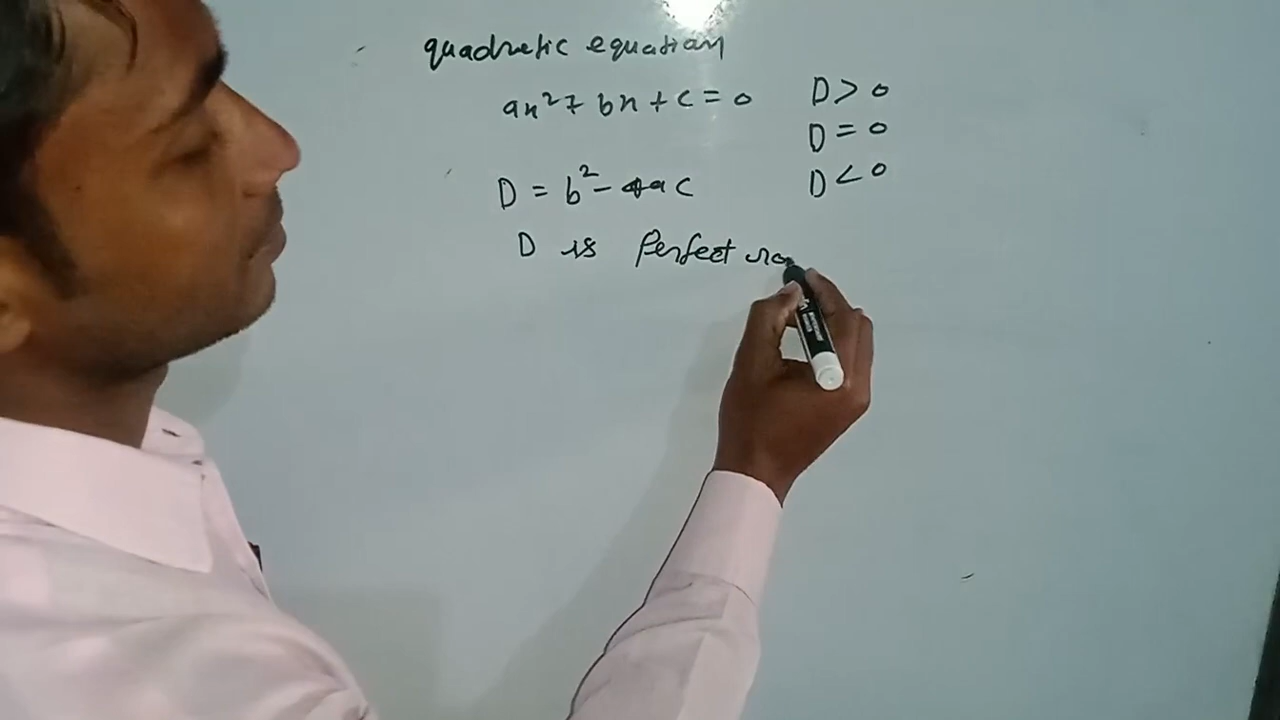 quadratic equation
ax² + bx + c = 0
D > 0
D = 0
D < 0
D = b² - 4ac
D is Perfect